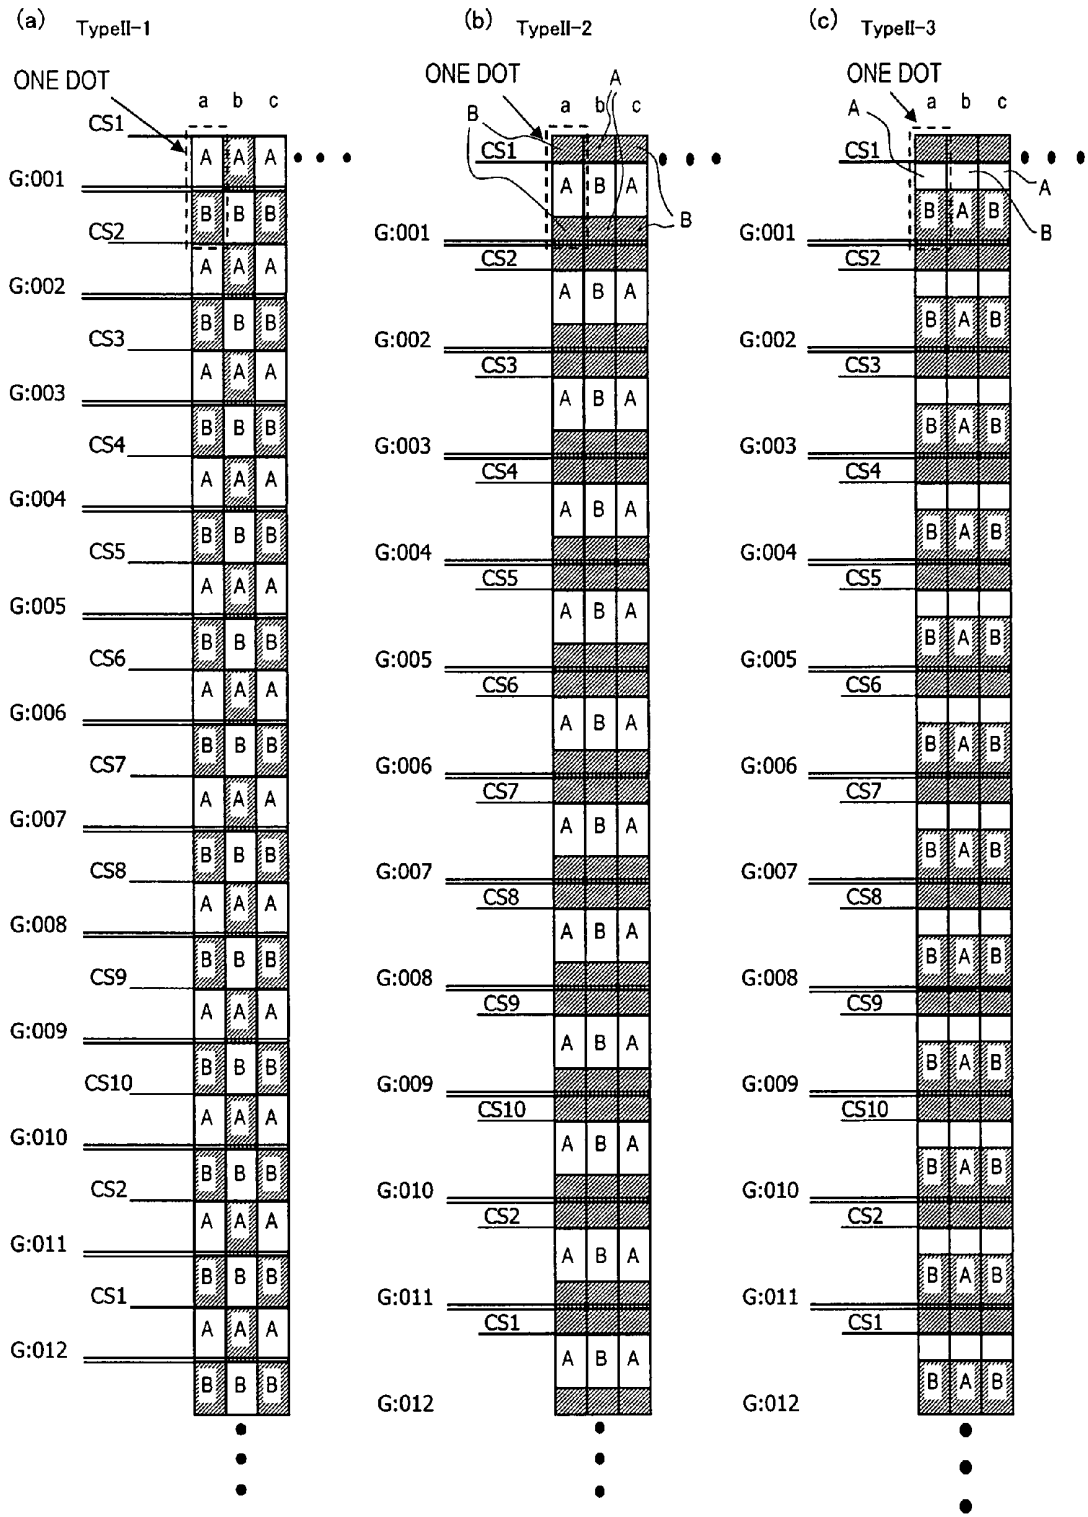 (a) TypeII-1
ONE DOT
a b c
CS1
A A A
G:001
B B B
CS2
A A A
G:002
B B B
CS3
A A A
G:003
B B B
CS4
A A A
G:004
B B B
CS5
A A A
G:005
B B B
CS6
A A A
G:006
B B B
CS7
A A A
G:007
B B B
CS8
A A A
G:008
B B B
CS9
A A A
G:009
B B B
CS10
A A A
G:010
B B B
CS2
A A A
G:011
B B B
CS1
A A A
G:012
B B B
(b) TypeII-2
ONE DOT
A
a b c
B
CS1
A B A
B
G:001
CS2
A B A
G:002
CS3
A B A
G:003
CS4
A B A
G:004
CS5
A B A
G:005
CS6
A B A
G:006
CS7
A B A
G:007
CS8
A B A
G:008
CS9
A B A
G:009
CS10
A B A
G:010
CS2
A B A
G:011
CS1
A B A
G:012
(c) TypeII-3
ONE DOT
a b c
A
CS1
A
B A B
B
G:001
CS2
B A B
G:002
CS3
B A B
G:003
CS4
B A B
G:004
CS5
B A B
G:005
CS6
B A B
G:006
CS7
B A B
G:007
CS8
B A B
G:008
CS9
B A B
G:009
CS10
B A B
G:010
CS2
B A B
G:011
CS1
B A B
G:012